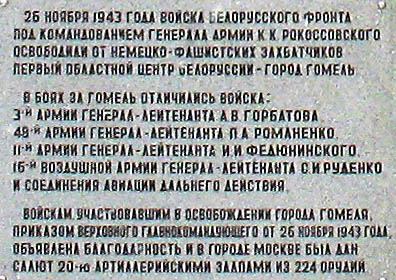 26 НОЯБРЯ 1943 ГОДА ВОЙСКА БЕЛОРУССКОГО ФРОНТА
ПОД КОМАНДОВАНИЕМ ГЕНЕРАЛА АРМИИ К.К. РОКОССОВСКОГО
ОСВОБОДИЛИ ОТ НЕМЕЦКО-ФАШИСТСКИХ ЗАХВАТЧИКОВ
ПЕРВЫЙ ОБЛАСТНОЙ ЦЕНТР БЕЛОРУССИИ - ГОРОД ГОМЕЛЬ.
В БОЯХ ЗА ГОМЕЛЬ ОТЛИЧИЛИСЬ ВОЙСКА:
3-Й АРМИИ ГЕНЕРАЛ-ЛЕЙТЕНАНТА А.В. ГОРБАТОВА,
48-Й АРМИИ ГЕНЕРАЛ-ЛЕЙТЕНАНТА П.Л. РОМАНЕНКО,
11-Й АРМИИ ГЕНЕРАЛ-ЛЕЙТЕНАНТА И.И. ФЕДЮНИНСКОГО,
16-Й ВОЗДУШНОЙ АРМИИ ГЕНЕРАЛ-ЛЕЙТЕНАНТА С.И. РУДЕНКО
И СОЕДИНЕНИЯ АВИАЦИИ ДАЛЬНЕГО ДЕЙСТВИЯ.
ВОЙСКАМ, УЧАСТВОВАВШИМ В ОСВОБОЖДЕНИИ ГОРОДА ГОМЕЛЯ,
ПРИКАЗОМ ВЕРХОВНОГО ГЛАВНОКОМАНДУЮЩЕГО ОТ 26 НОЯБРЯ 1943 ГОДА,
ОБЪЯВЛЕНА БЛАГОДАРНОСТЬ И В ГОРОДЕ МОСКВЕ БЫЛ ДАН
САЛЮТ 20-Ю АРТИЛЛЕРИЙСКИМИ ЗАЛПАМИ ИЗ 224 ОРУДИЙ.